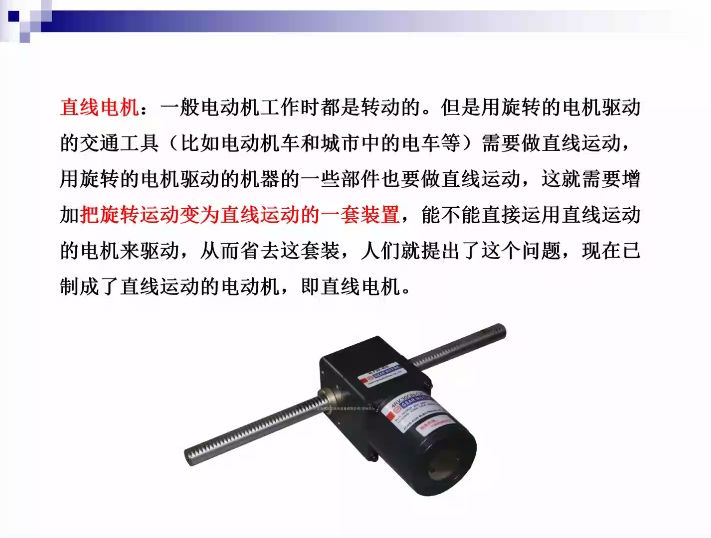 直线电机：一般电动机工作时都是转动的。但是用旋转的电机驱动
的交通工具（比如电动机车和城市中的电车等）需要做直线运动，
用旋转的电机驱动的机器的一些部件也要做直线运动，这就需要增
加把旋转运动变为直线运动的一套装置，能不能直接运用直线运动
的电机来驱动，从而省去这套装，人们就提出了这个问题，现在已
制成了直线运动的电动机，即直线电机。